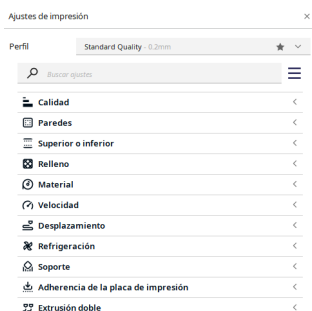 Ajustes de impresión
Perfil
Standard Quality - 0.2mm
Buscar ajustes
Calidad
Paredes
Superior o inferior
Relleno
Material
Velocidad
Desplazamiento
Refrigeración
Soporte
Adherencia de la placa de impresión
Extrusión doble